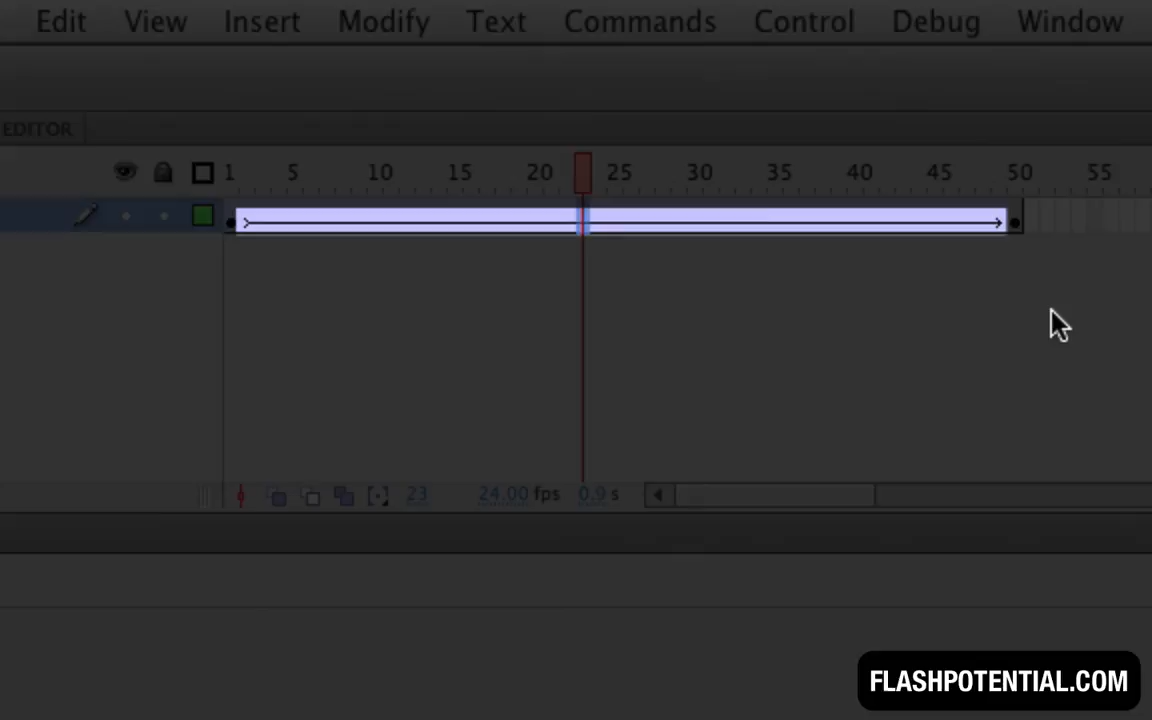 Edit View Insert Modify Text Commands Control Debug Window
EDITOR
1 5 10 15 20 25 30 35 40 45 50 55
23 24.00 fps 0.9 s
FLASHPOTENTIAL.COM